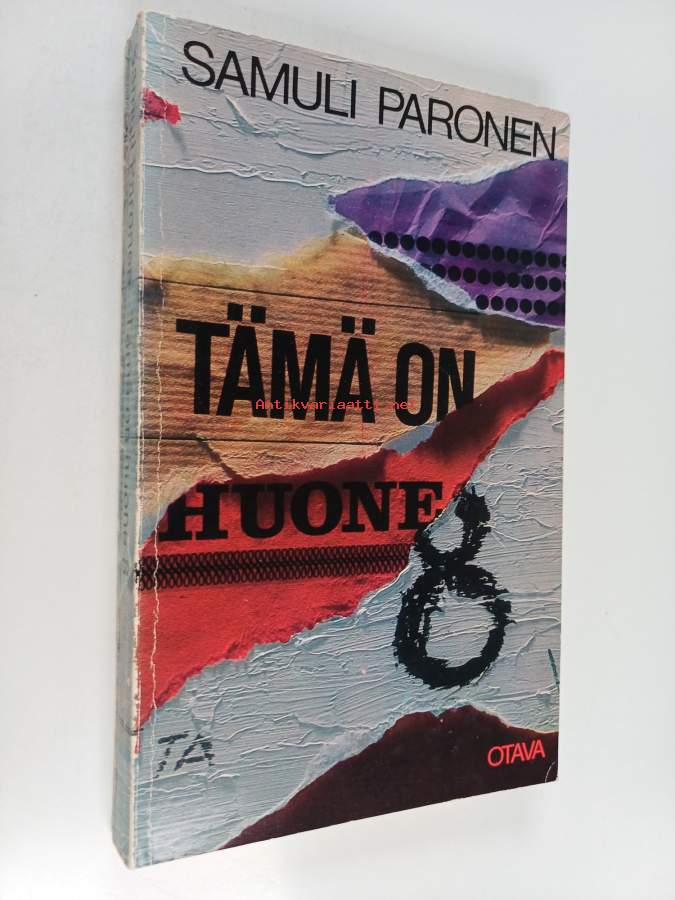 SAMULI PARONEN
TÄMÄ ON
Antikvariaatti.net
HUONE
8
TA
OTAVA